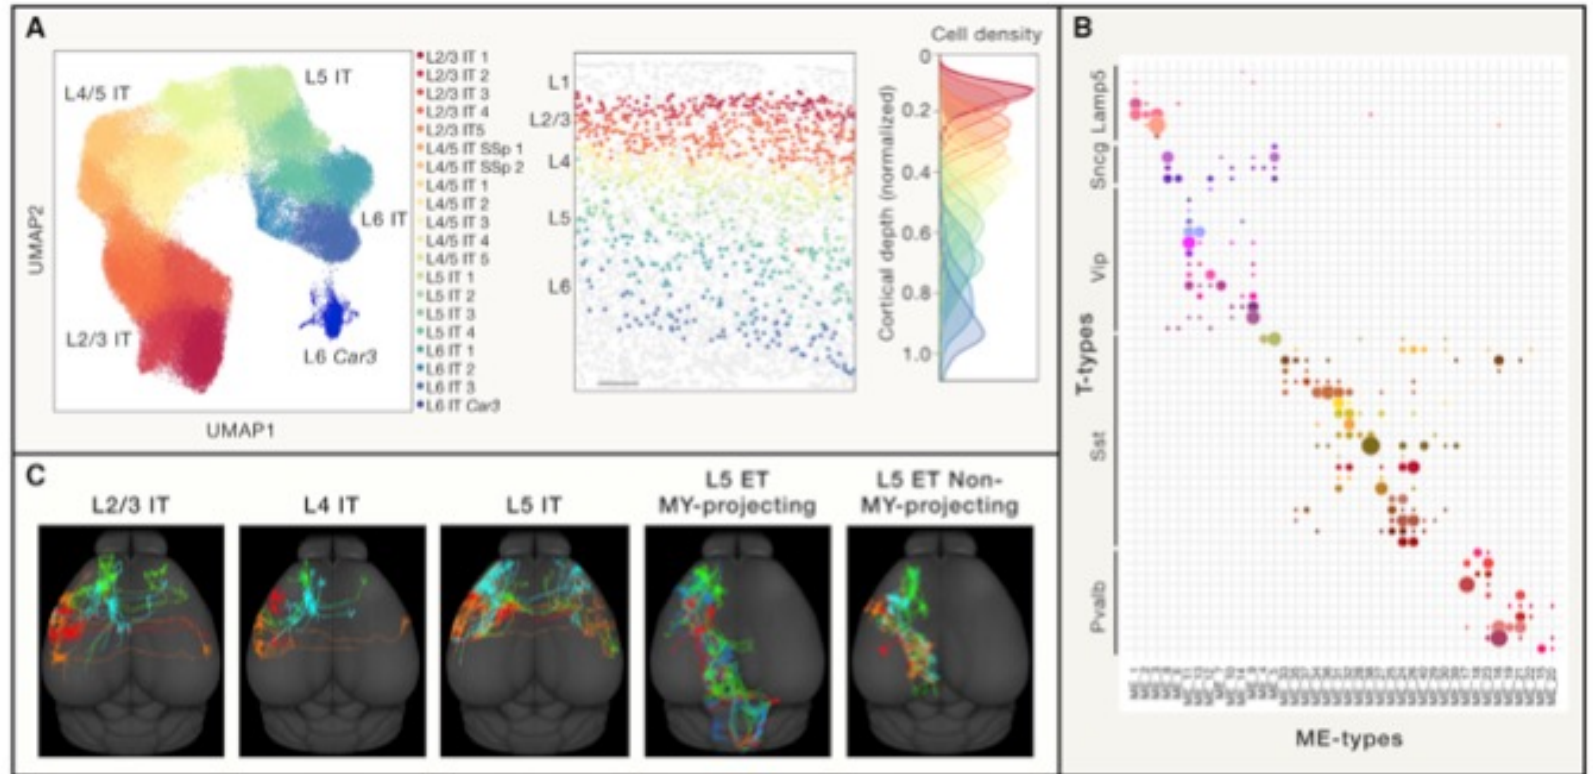 A
L4/5 IT
L5 IT
L6 IT
L2/3 IT
L6 Car3
UMAP2
UMAP1
L2/3 IT 1
L2/3 IT 2
L2/3 IT 3
L2/3 IT 4
L2/3 IT5
L4/5 IT SSp 1
L4/5 IT SSp 2
L4/5 IT 1
L4/5 IT 2
L4/5 IT 3
L4/5 IT 4
L4/5 IT 5
L5 IT 1
L5 IT 2
L5 IT 3
L5 IT 4
L6 IT 1
L6 IT 2
L6 IT 3
L6 IT Car3
L1
L2/3
L4
L5
L6
Cell density
Cortical depth (normalized)
0
0.2
0.4
0.6
0.8
1.0
B
T-types
Lamp5
Sncg
Vip
Sst
Pvalb
ME-types
C
L2/3 IT
L4 IT
L5 IT
L5 ET
MY-projecting
L5 ET Non-
MY-projecting